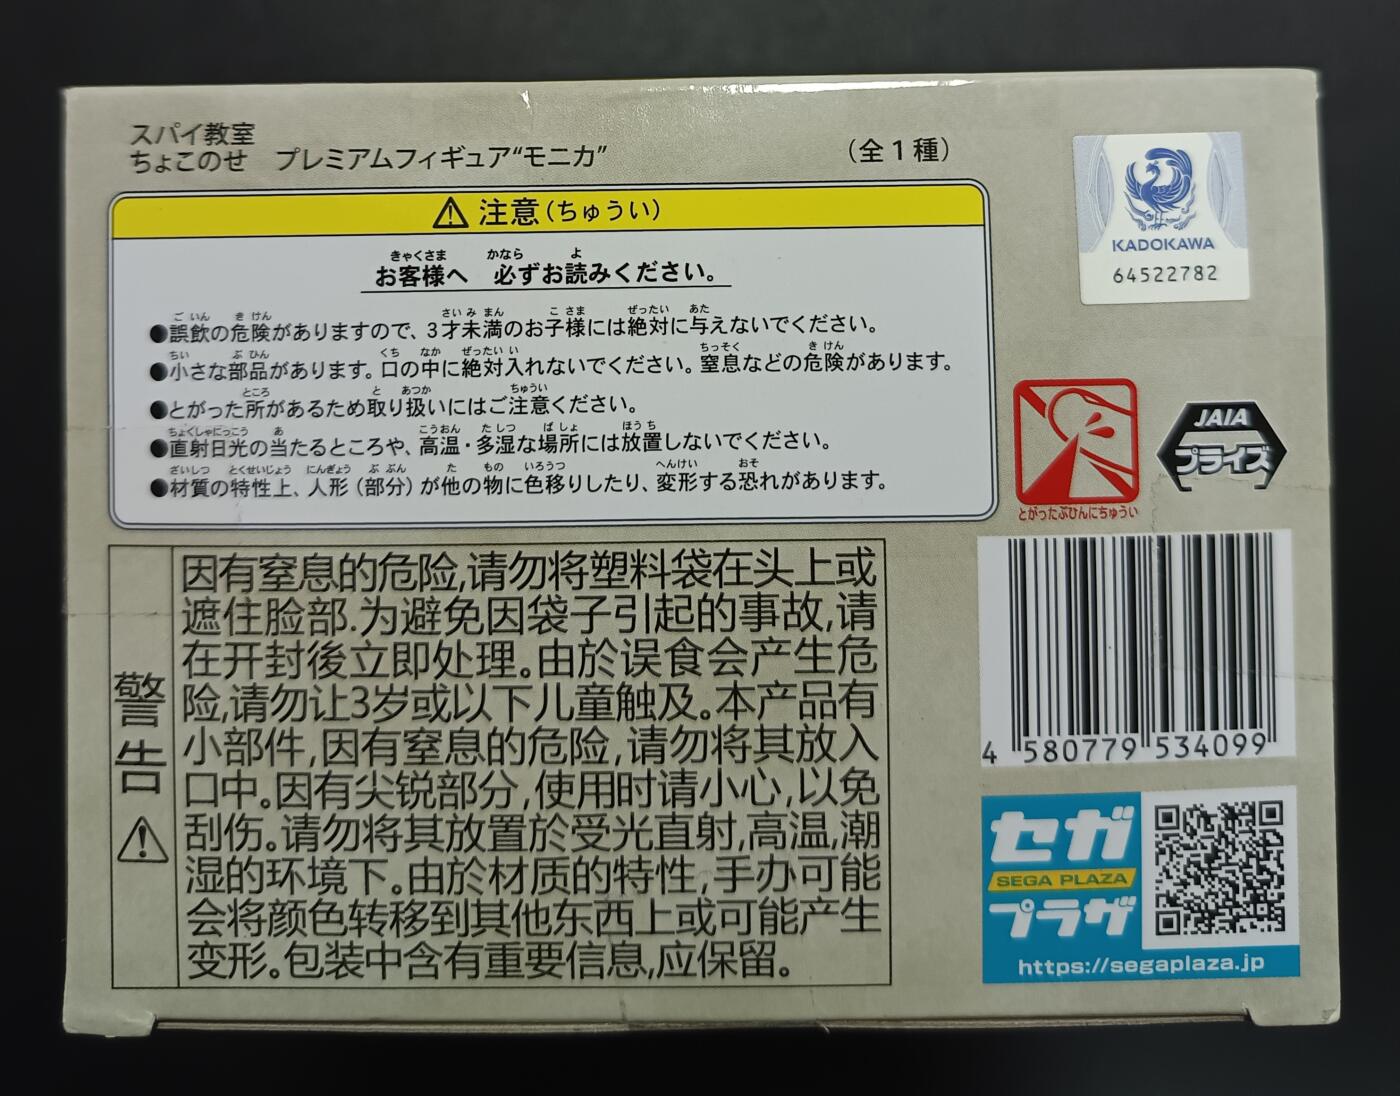 スパイ教室
ちょこのせ　プレミアムフィギュア“モニカ”　（全1種）
⚠ 注意（ちゅうい）
お客様へ　必ずお読みください。
●誤飲の危険がありますので、3才未満のお子様には絶対に与えないでください。
●小さな部品があります。口の中に絶対入れないでください。窒息などの危険があります。
●とがった所があるため取り扱いにはご注意ください。
●直射日光の当たるところや、高温・多湿な場所には放置しないでください。
●材質の特性上、人形（部分）が他の物に色移りしたり、変形する恐れがあります。
KADOKAWA
64522782
とがったぶひんにちゅうい
JAIA
プライズ
警告
因有窒息的危险,请勿将塑料袋在头上或
遮住脸部.为避免因袋子引起的事故,请
在开封後立即处理。由於误食会产生危
险,请勿让3岁或以下儿童触及。本产品有
小部件,因有窒息的危险,请勿将其放入
口中。因有尖锐部分,使用时请小心,以免
刮伤。请勿将其放置於受光直射,高温,潮
湿的环境下。由於材质的特性,手办可能
会将颜色转移到其他东西上或可能产生
变形。包装中含有重要信息,应保留。
4 580779 534099
セガ
SEGA PLAZA
プラザ
https://segaplaza.jp